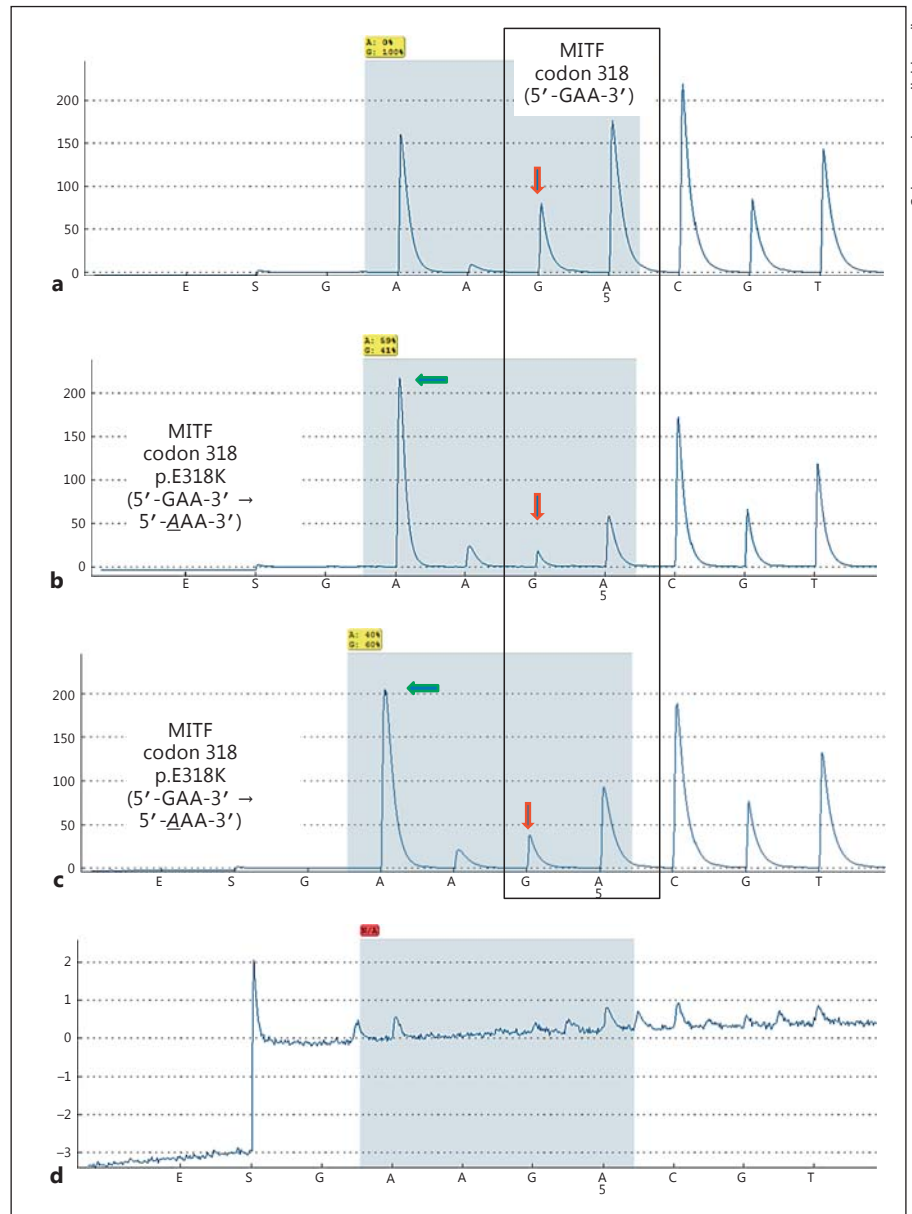 A: 0%
G: 100%
MITF
codon 318
(5′-GAA-3′)
200
150
100
50
0
a
E S G A A G A C G T
5
A: 59%
G: 41%
200
150
100
50
0
MITF
codon 318
p.E318K
(5′-GAA-3′ →
5′-AAA-3′)
b
E S G A A G A C G T
5
A: 40%
G: 60%
200
150
100
50
0
MITF
codon 318
p.E318K
(5′-GAA-3′ →
5′-AAA-3′)
c
E S G A A G A C G T
5
N/A
2
1
0
–1
–2
–3
d
E S G A A G A C G T
5